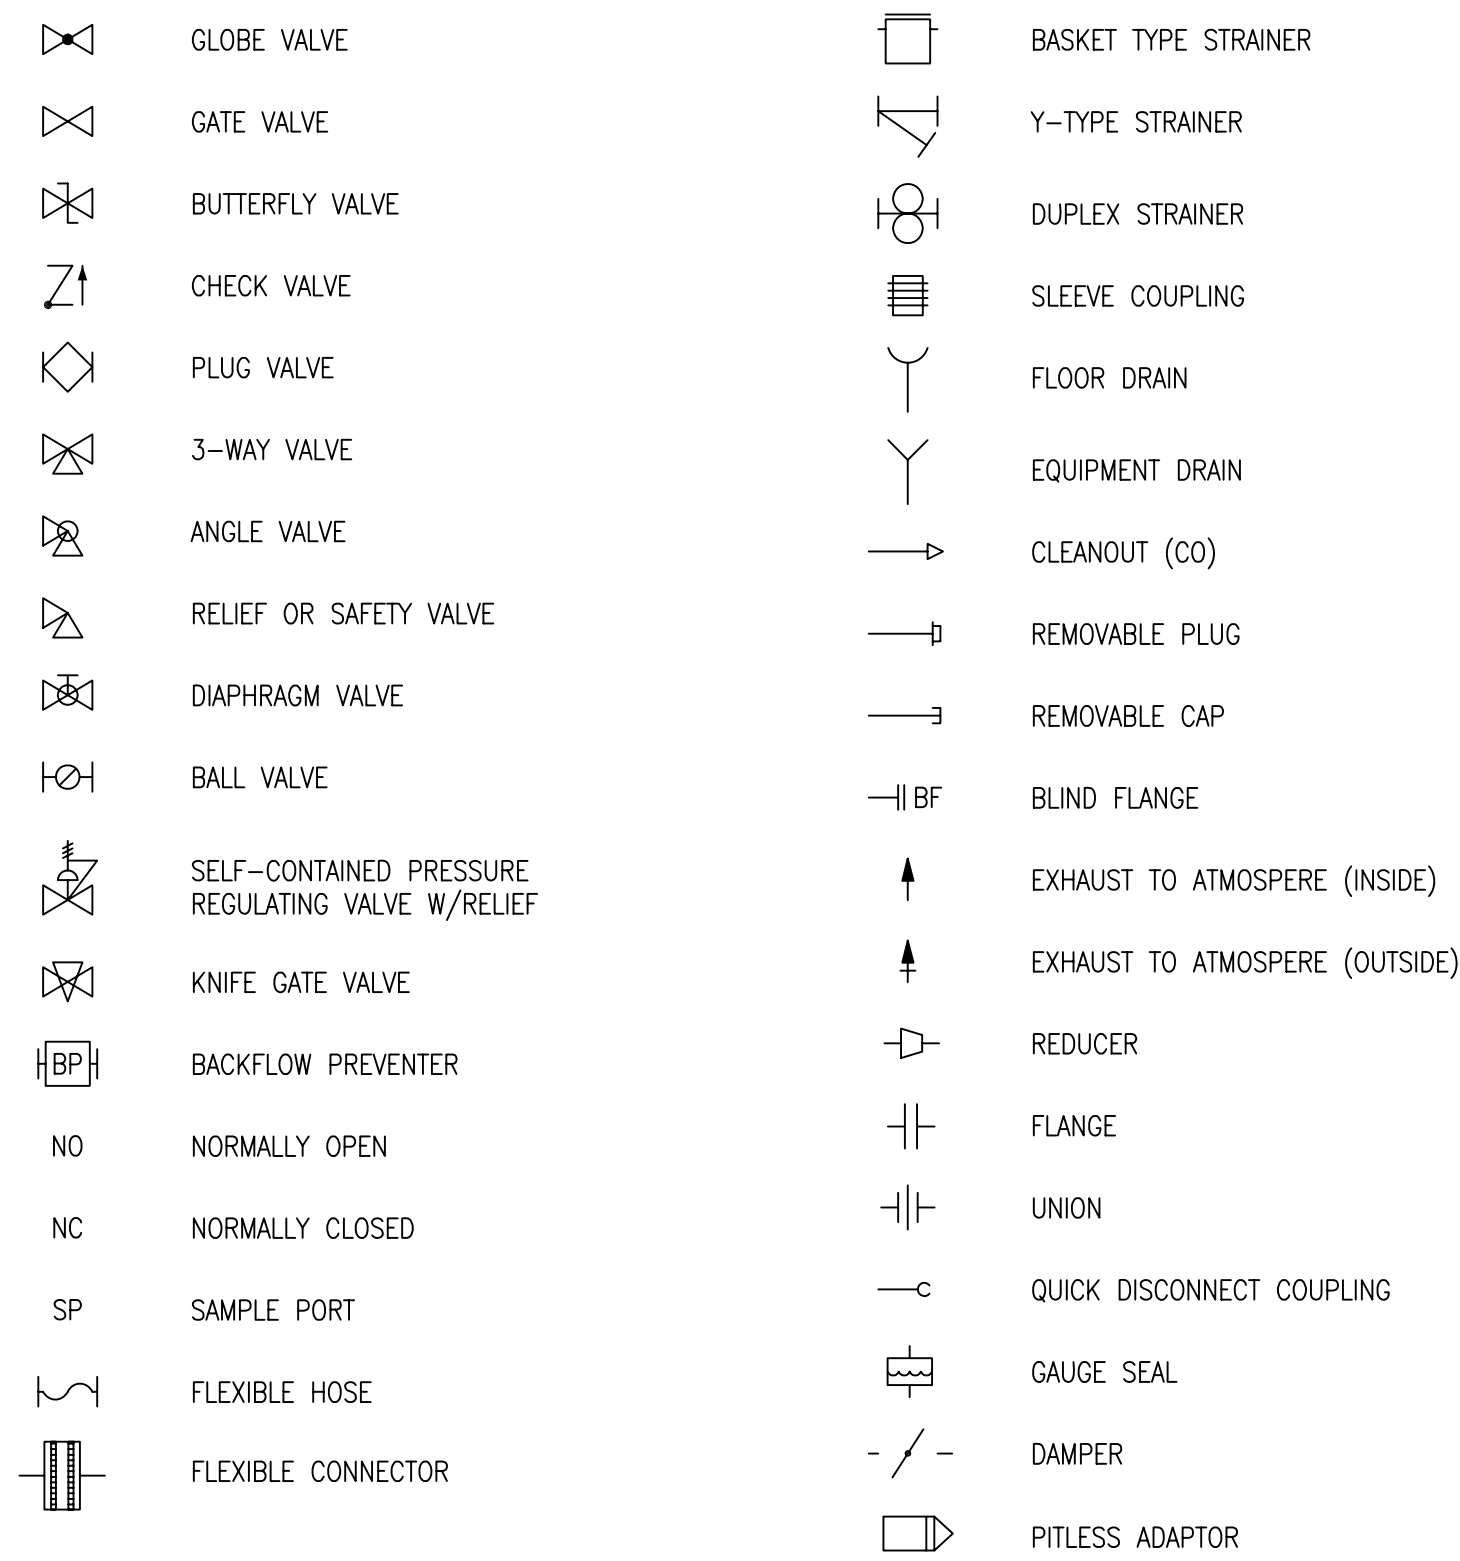 GLOBE VALVE
GATE VALVE
BUTTERFLY VALVE
CHECK VALVE
PLUG VALVE
3-WAY VALVE
ANGLE VALVE
RELIEF OR SAFETY VALVE
DIAPHRAGM VALVE
BALL VALVE
SELF-CONTAINED PRESSURE
REGULATING VALVE W/RELIEF
KNIFE GATE VALVE
BP BACKFLOW PREVENTER
NO NORMALLY OPEN
NC NORMALLY CLOSED
SP SAMPLE PORT
FLEXIBLE HOSE
FLEXIBLE CONNECTOR
BASKET TYPE STRAINER
Y-TYPE STRAINER
DUPLEX STRAINER
SLEEVE COUPLING
FLOOR DRAIN
EQUIPMENT DRAIN
CLEANOUT (CO)
REMOVABLE PLUG
REMOVABLE CAP
BF BLIND FLANGE
EXHAUST TO ATMOSPERE (INSIDE)
EXHAUST TO ATMOSPERE (OUTSIDE)
REDUCER
FLANGE
UNION
QUICK DISCONNECT COUPLING
GAUGE SEAL
DAMPER
PITLESS ADAPTOR